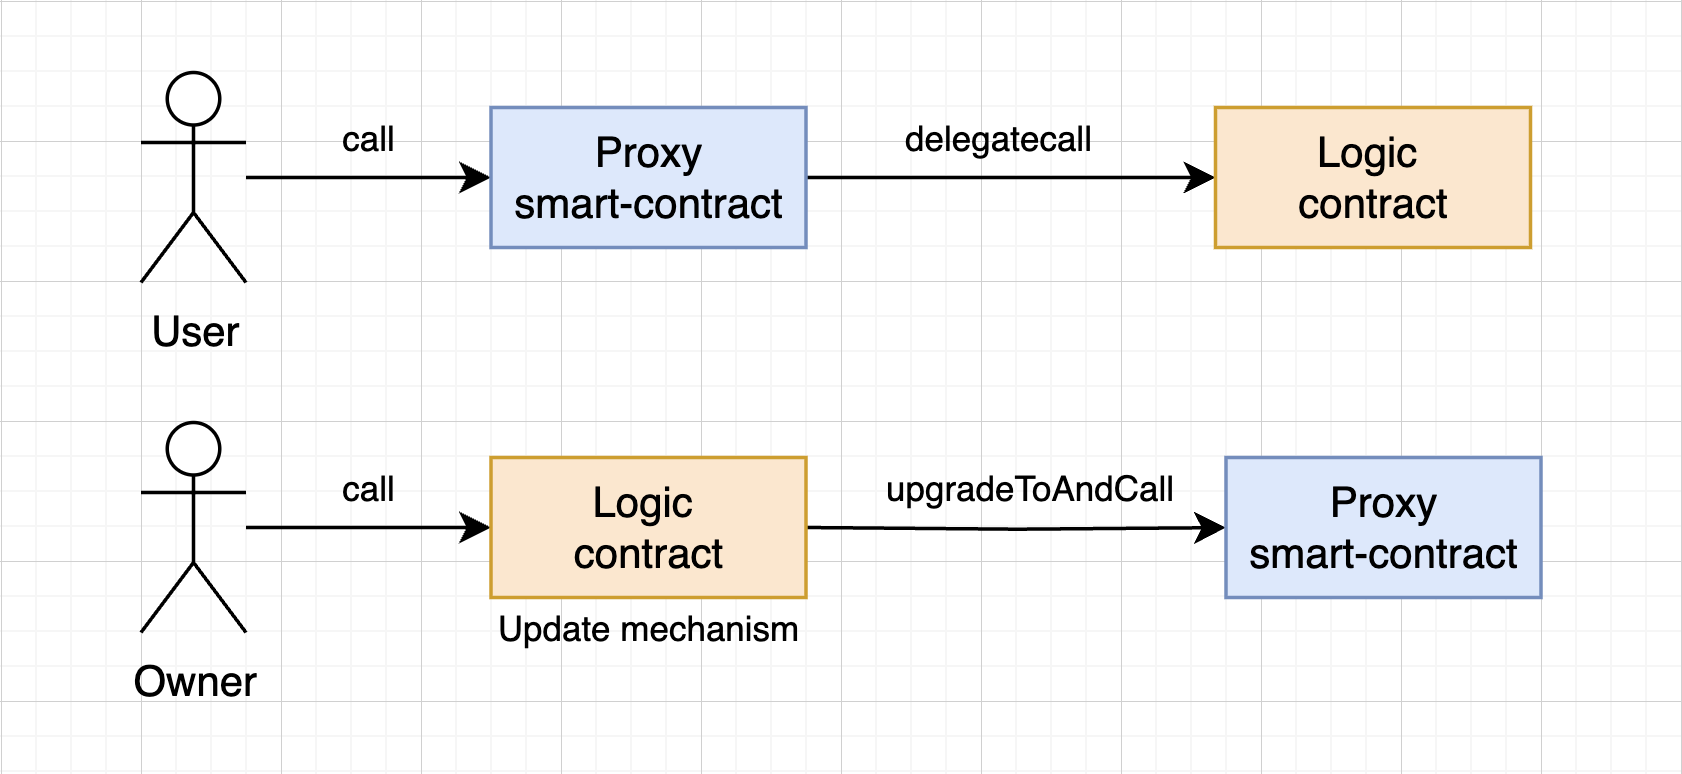 call
Proxy
smart-contract
delegatecall
Logic
contract
User
call
Logic
contract
Update mechanism
upgradeToAndCall
Proxy
smart-contract
Owner